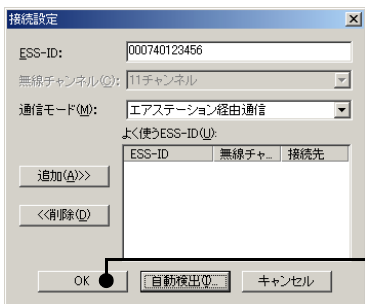 接続設定
ESS-ID: 000740123456
無線チャンネル(G): 11チャンネル
通信モード(M): エアステーション経由通信
よく使うESS-ID(U):
ESS-ID 無線チャ... 接続先
追加(A)>>
<<削除(D)
OK 自動検出(I)... キャンセル